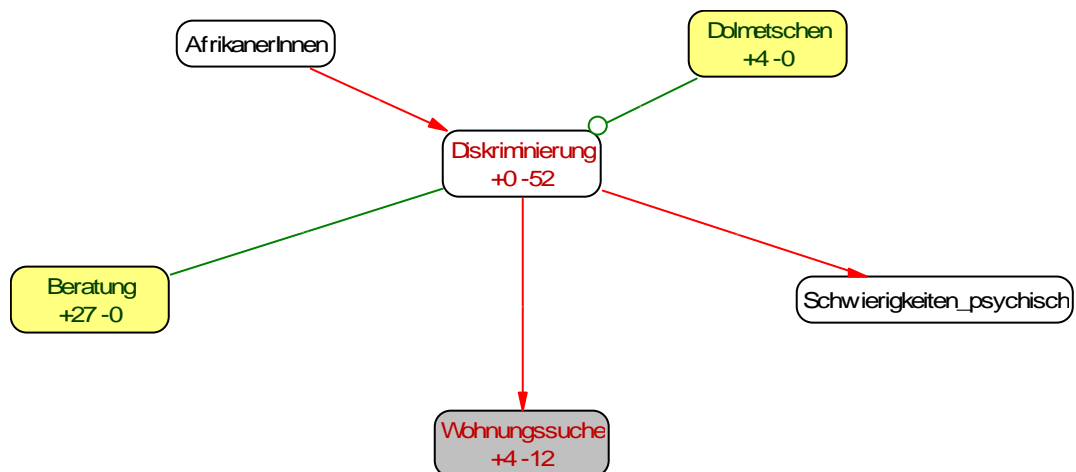 AfrikanerInnen
Dolmetschen
+4 -0
Diskriminierung
+0 -52
Beratung
+27 -0
Schwierigkeiten_psychisch
Wohnungssuche
+4 -12